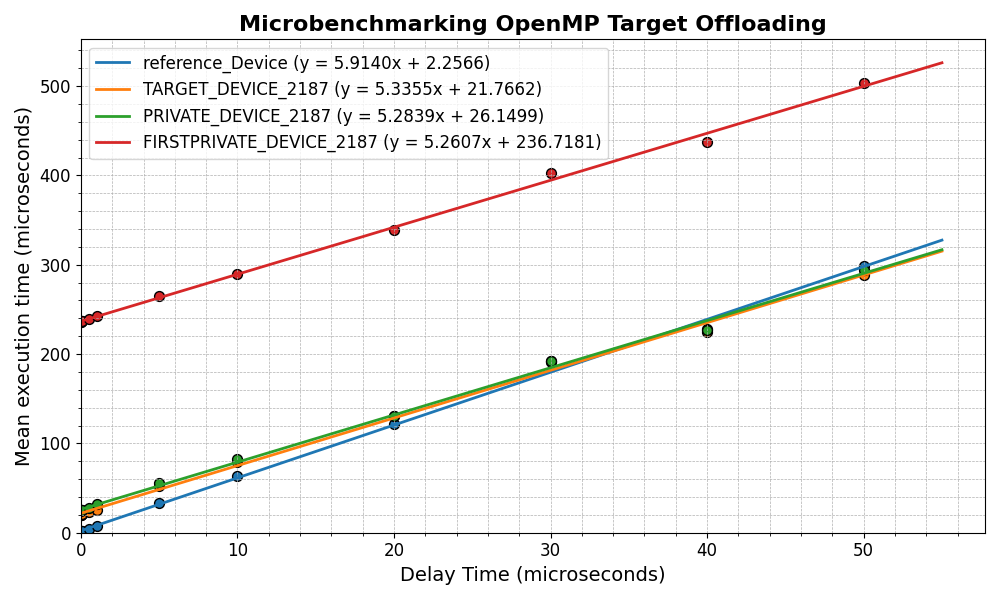 Microbenchmarking OpenMP Target Offloading
reference_Device (y = 5.9140x + 2.2566)
TARGET_DEVICE_2187 (y = 5.3355x + 21.7662)
PRIVATE_DEVICE_2187 (y = 5.2839x + 26.1499)
FIRSTPRIVATE_DEVICE_2187 (y = 5.2607x + 236.7181)
Mean execution time (microseconds)
500
400
300
200
100
0
0 10 20 30 40 50
Delay Time (microseconds)